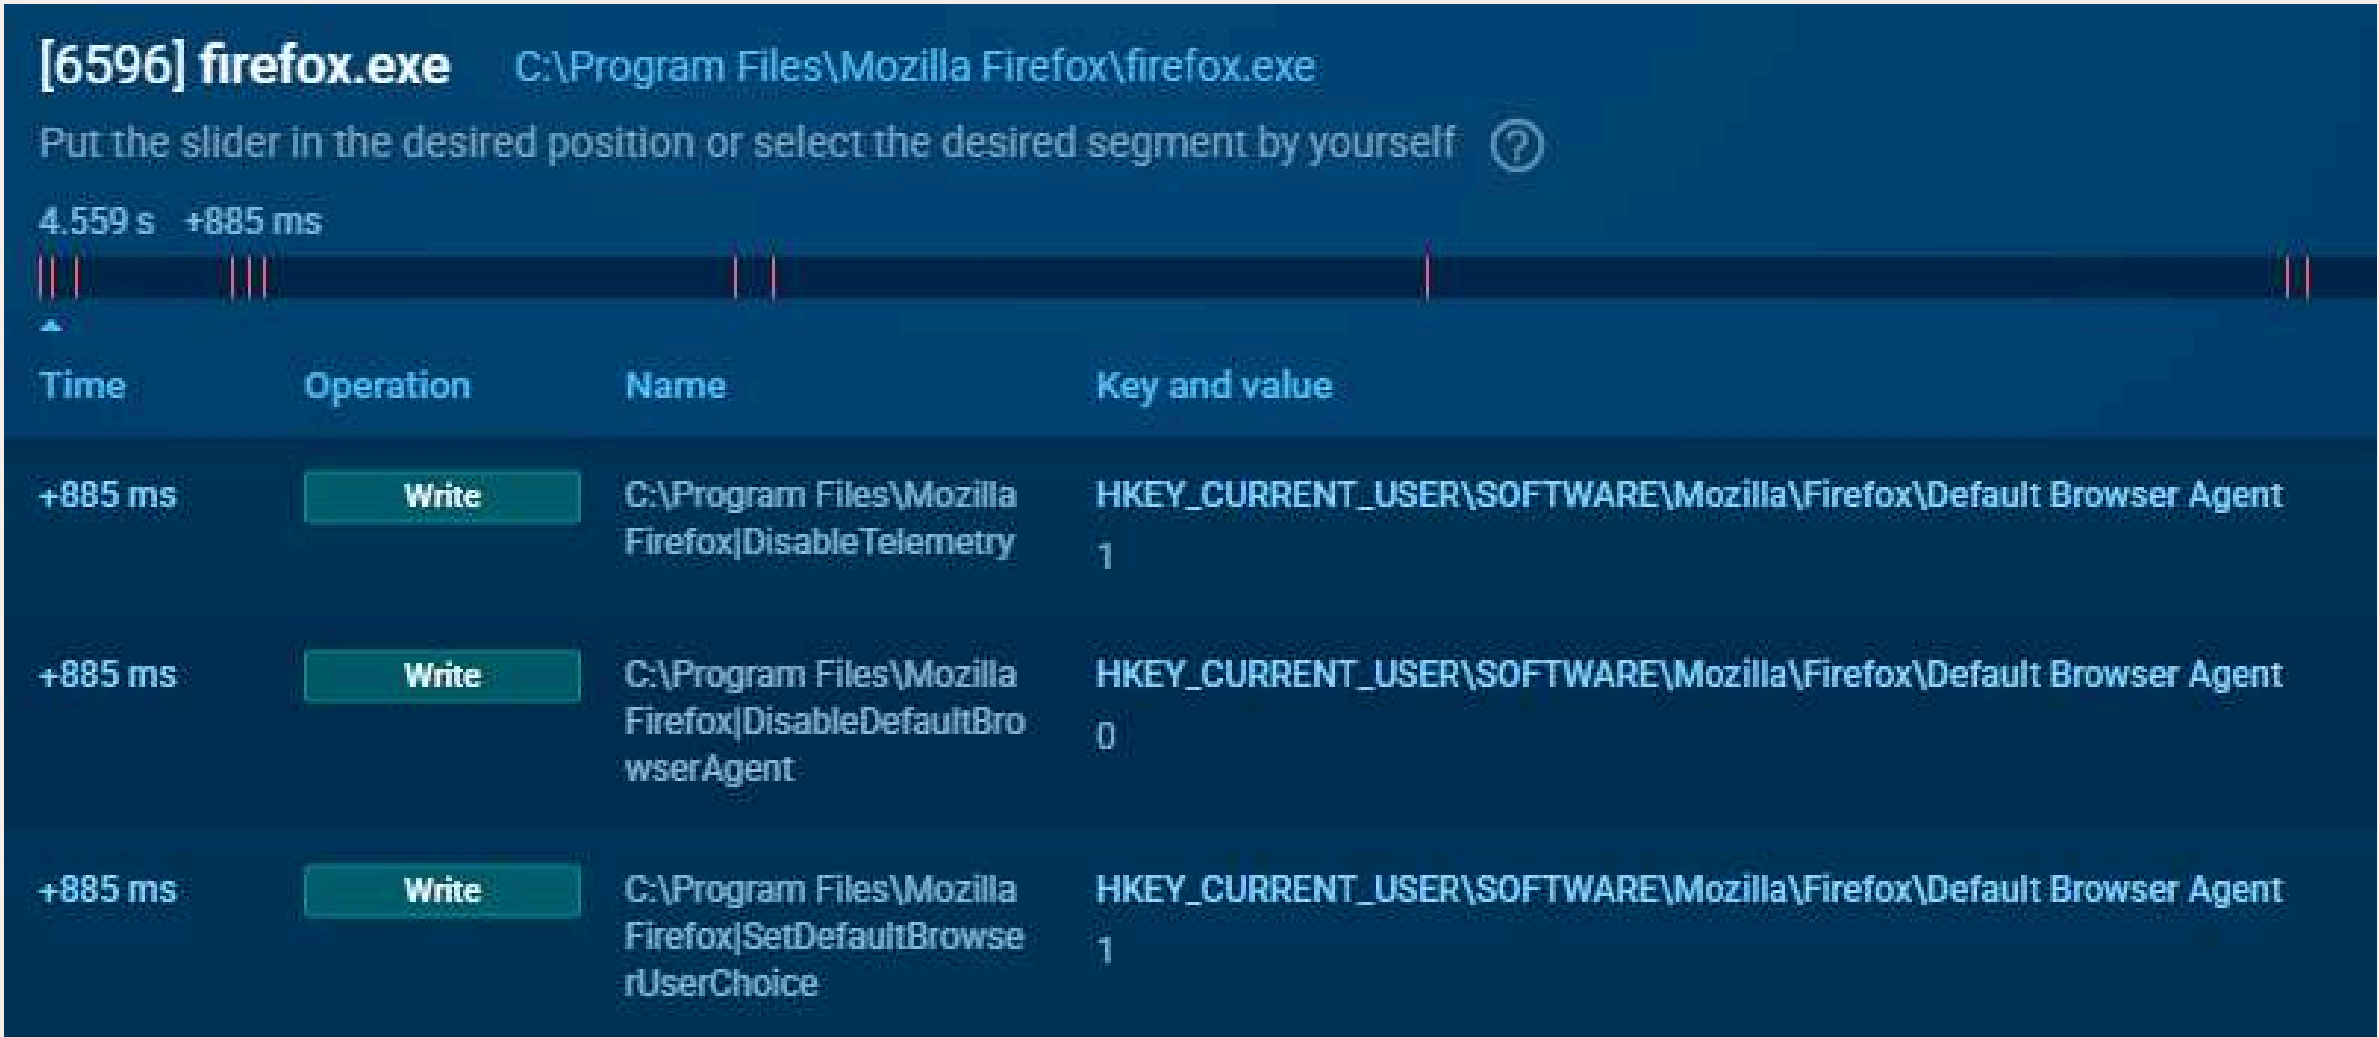 [6596] firefox.exe C:\Program Files\Mozilla Firefox\firefox.exe
Put the slider in the desired position or select the desired segment by yourself ?
4.559 s +885 ms
Time Operation Name Key and value
+885 ms Write C:\Program Files\Mozilla HKEY_CURRENT_USER\SOFTWARE\Mozilla\Firefox\Default Browser Agent
Firefox|DisableTelemetry
1
+885 ms Write C:\Program Files\Mozilla HKEY_CURRENT_USER\SOFTWARE\Mozilla\Firefox\Default Browser Agent
Firefox|DisableDefaultBro
0
wserAgent
+885 ms Write C:\Program Files\Mozilla HKEY_CURRENT_USER\SOFTWARE\Mozilla\Firefox\Default Browser Agent
Firefox|SetDefaultBrowse
1
rUserChoice